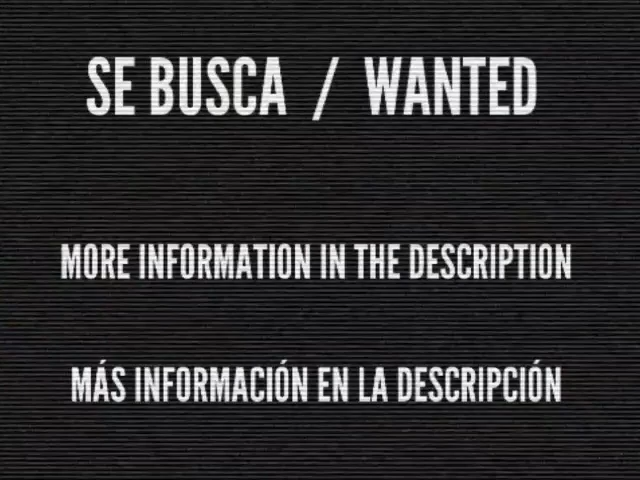 SE BUSCA / WANTED
MORE INFORMATION IN THE DESCRIPTION
MÁS INFORMACIÓN EN LA DESCRIPCIÓN